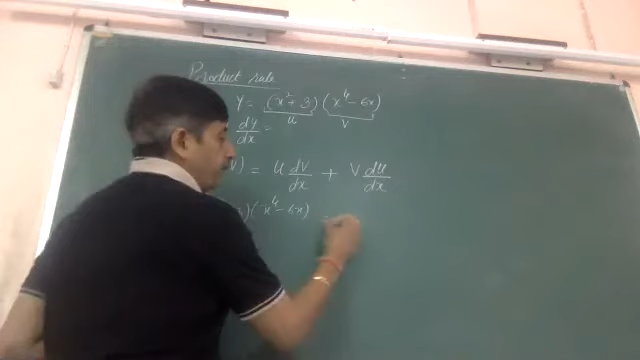 Product rule
y = (x² + 3) (x⁴ - 6x)
u v
dy/dx =
v) = u dv/dx + v du/dx
)(x⁴ - 6x) =